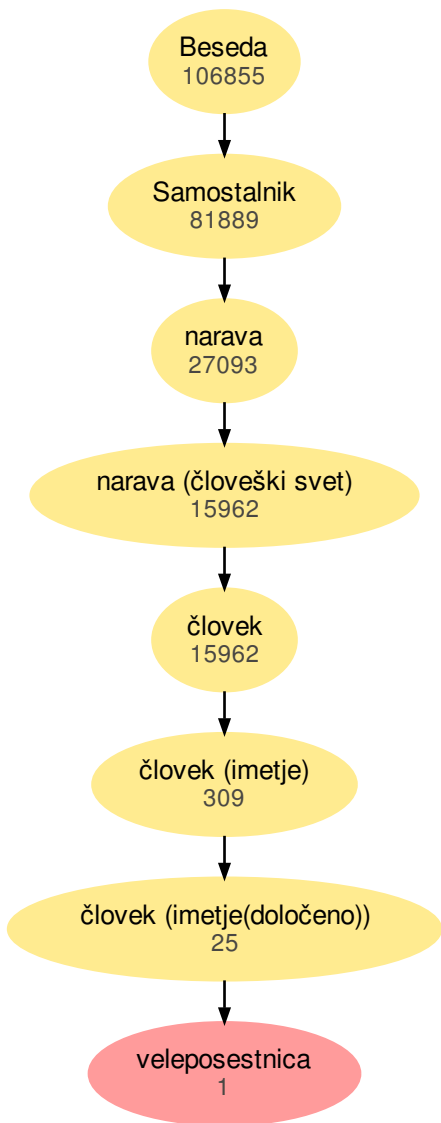 Beseda
106855
Samostalnik
81889
narava
27093
narava (človeški svet)
15962
človek
15962
človek (imetje)
309
človek (imetje(določeno))
25
veleposestnica
1